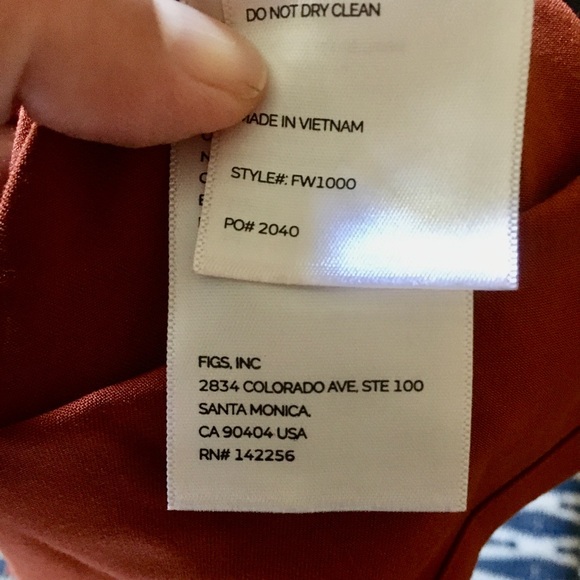 DO NOT DRY CLEAN
MADE IN VIETNAM
STYLE#: FW1000
PO# 2040
FIGS, INC
2834 COLORADO AVE, STE 100
SANTA MONICA,
CA 90404 USA
RN# 142256